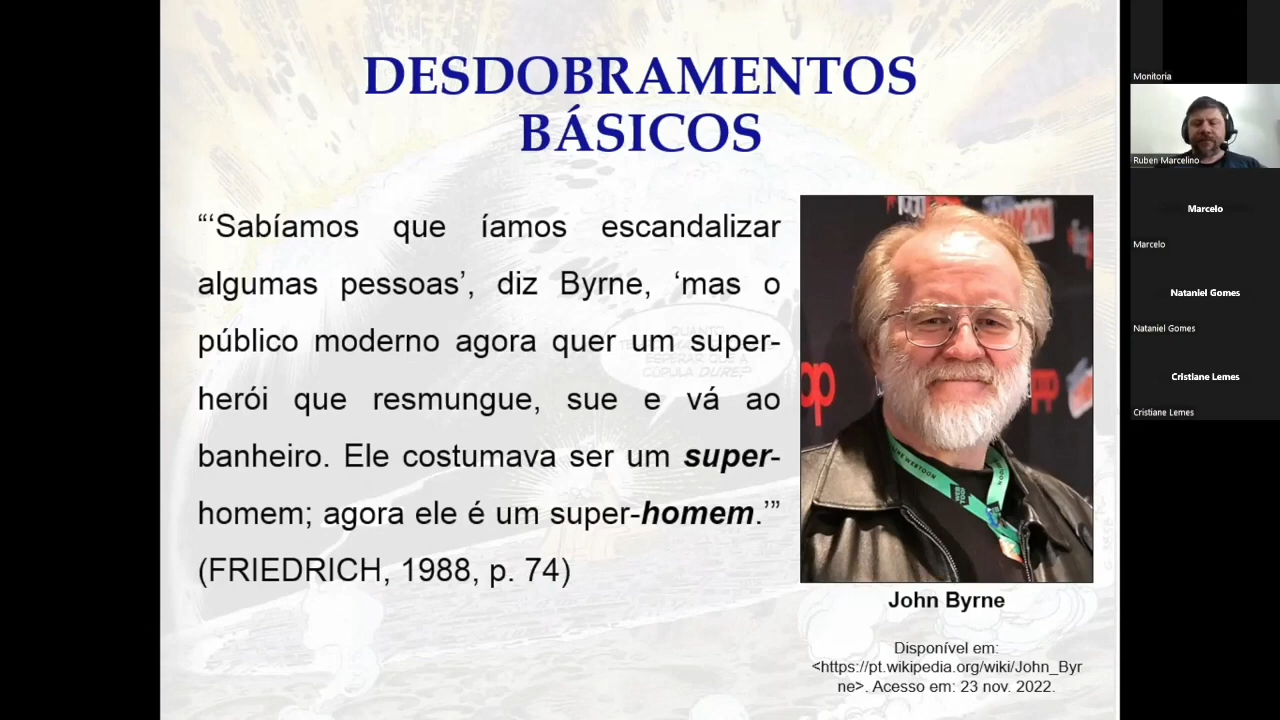 DESDOBRAMENTOS
BÁSICOS
“‘Sabíamos que íamos escandalizar
algumas pessoas’, diz Byrne, ‘mas o
público moderno agora quer um super-
herói que resmungue, sue e vá ao
banheiro. Ele costumava ser um super-
homem; agora ele é um super-homem.’”
(FRIEDRICH, 1988, p. 74)
John Byrne
Disponível em:
<https://pt.wikipedia.org/wiki/John_Byr
ne>. Acesso em: 23 nov. 2022.
Monitoria
Ruben Marcelino
Marcelo
Marcelo
Nataniel Gomes
Nataniel Gomes
Cristiane Lemes
Cristiane Lemes